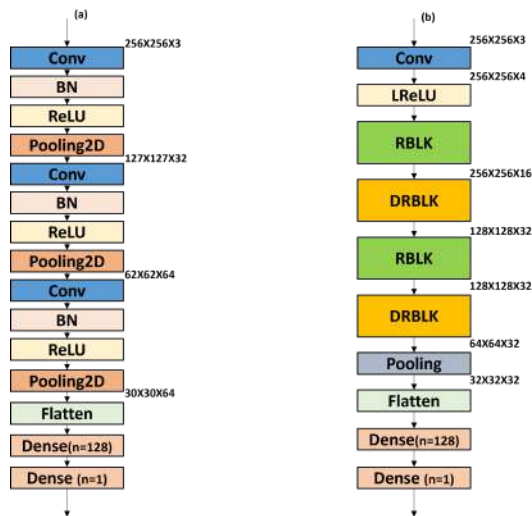 (a)
256X256X3
Conv
BN
ReLU
Pooling2D
127X127X32
Conv
BN
ReLU
Pooling2D
62X62X64
Conv
BN
ReLU
Pooling2D
30X30X64
Flatten
Dense(n=128)
Dense (n=1)
(b)
256X256X3
Conv
256X256X4
LReLU
RBLK
256X256X16
DRBLK
128X128X32
RBLK
128X128X32
DRBLK
64X64X32
Pooling
32X32X32
Flatten
Dense(n=128)
Dense (n=1)